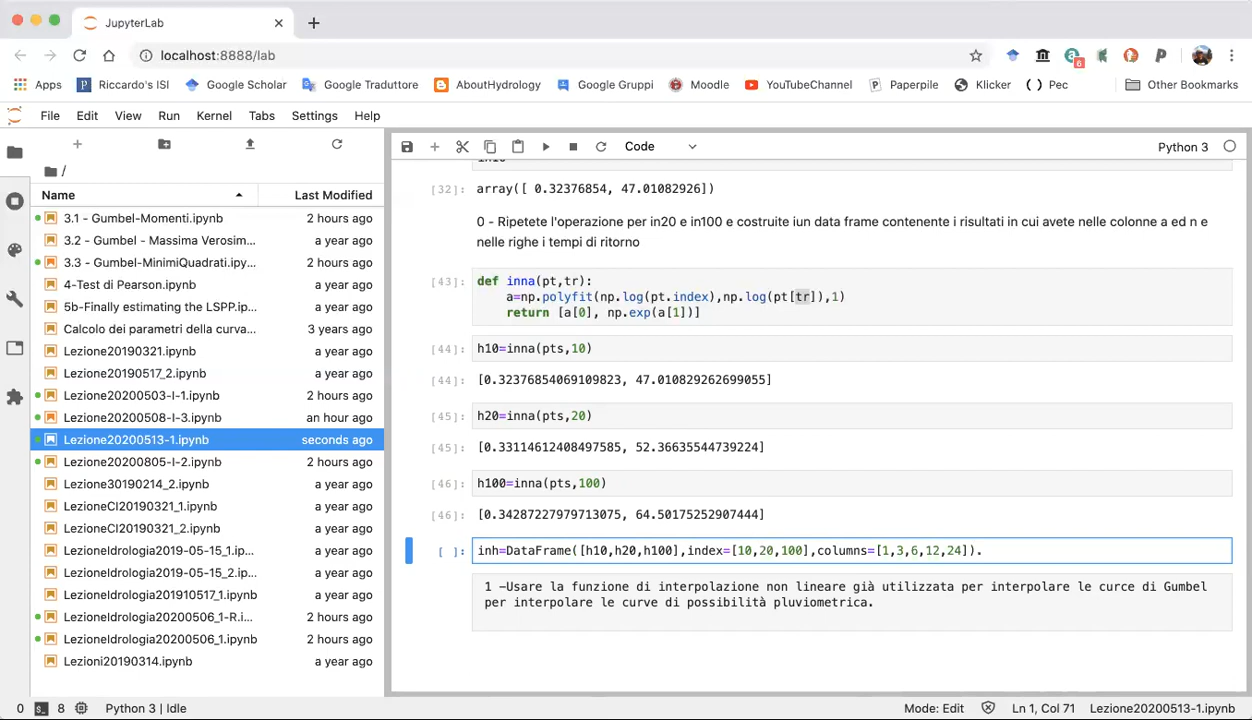 JupyterLab
localhost:8888/lab
6
Apps Riccardo's ISI Google Scholar Google Traduttore AboutHydrology Google Gruppi Moodle YouTubeChannel Paperpile Klicker Pec Other Bookmarks
File Edit View Run Kernel Tabs Settings Help
Code Python 3
/
Name Last Modified
3.1 - Gumbel-Momenti.ipynb 2 hours ago
3.2 - Gumbel - Massima Verosim... a year ago
3.3 - Gumbel-MinimiQuadrati.ipy... 2 hours ago
4-Test di Pearson.ipynb a year ago
5b-Finally estimating the LSPP.ip... a year ago
Calcolo dei parametri della curva... 3 years ago
Lezione20190321.ipynb a year ago
Lezione20190517_2.ipynb a year ago
Lezione20200503-I-1.ipynb 2 hours ago
Lezione20200508-I-3.ipynb an hour ago
Lezione20200513-1.ipynb seconds ago
Lezione20200805-I-2.ipynb 2 hours ago
Lezione30190214_2.ipynb a year ago
LezioneCI20190321_1.ipynb a year ago
LezioneCI20190321_2.ipynb a year ago
LezioneIdrologia2019-05-15_1.ip... a year ago
LezioneIdrologia2019-05-15_2.ip... a year ago
LezioneIdrologia201910517_1.ipynb a year ago
LezioneIdrologia20200506_1-R.i... 2 hours ago
LezioneIdrologia20200506_1.ipynb 2 hours ago
Lezioni20190314.ipynb a year ago
[32]: array([ 0.32376854, 47.01082926])
0 - Ripetete l'operazione per in20 e in100 e costruite iun data frame contenente i risultati in cui avete nelle colonne a ed n e
nelle righe i tempi di ritorno
[43]: def inna(pt,tr):
a=np.polyfit(np.log(pt.index),np.log(pt[tr]),1)
return [a[0], np.exp(a[1])]
[44]: h10=inna(pts,10)
[44]: [0.32376854069109823, 47.010829262699055]
[45]: h20=inna(pts,20)
[45]: [0.33114612408497585, 52.36635544739224]
[46]: h100=inna(pts,100)
[46]: [0.34287227979713075, 64.50175252907444]
[ ]: inh=DataFrame([h10,h20,h100],index=[10,20,100],columns=[1,3,6,12,24]).
1 -Usare la funzione di interpolazione non lineare già utilizzata per interpolare le curce di Gumbel
per interpolare le curve di possibilità pluviometrica.
0 8 Python 3 | Idle Mode: Edit Ln 1, Col 71 Lezione20200513-1.ipynb